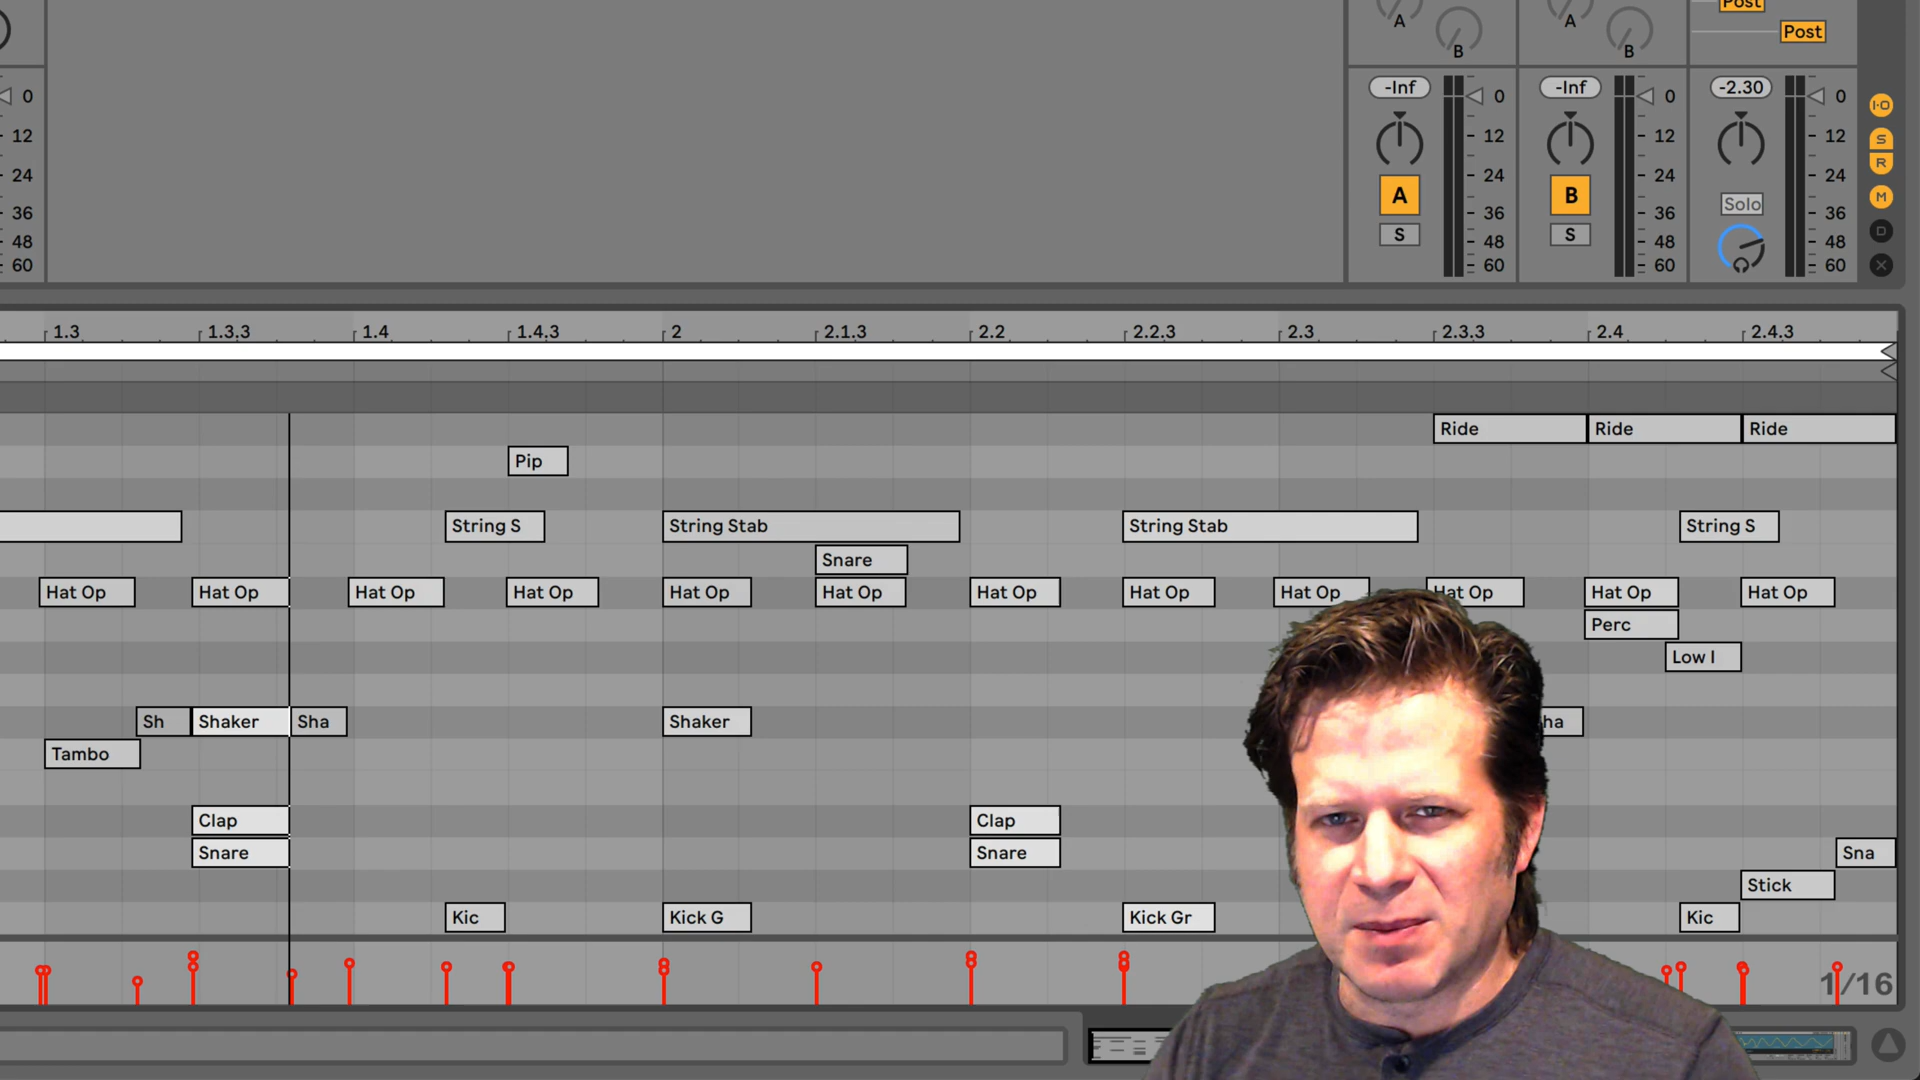 Post
A A
B B Post
-Inf -Inf -2.30
0 0 0 0
I·O
12 12 12 12
S
R
24 24 24 24
A B M
Solo
36 36 36 36
S S D
48 48 48 48
60 60 60 60
1.3 1.3.3 1.4 1.4.3 2 2.1.3 2.2 2.2.3 2.3 2.3.3 2.4 2.4.3
Ride Ride Ride
Pip
String S String Stab String Stab String S
Snare
Hat Op Hat Op Hat Op Hat Op Hat Op Hat Op Hat Op Hat Op Hat Op Hat Op Hat Op Hat Op
Perc
Low I
Sh Shaker Sha Shaker ha
Tambo
Clap Clap
Snare Snare Sna
Stick
Kic Kick G Kick Gr Kic
1/16